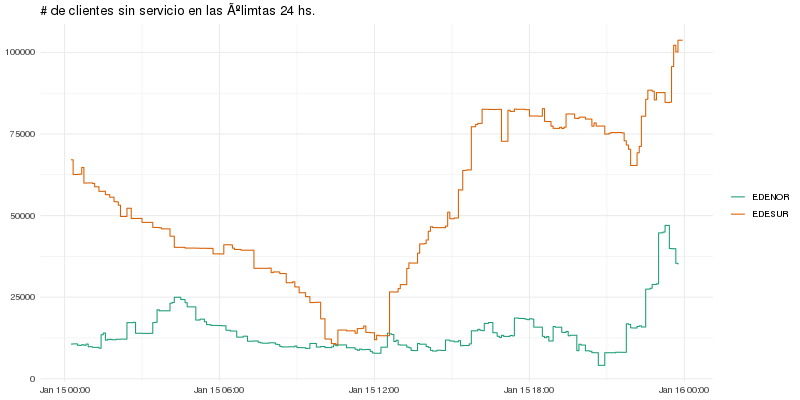 # de clientes sin servicio en las Ãºlimtas 24 hs.
100000
75000
50000
25000
0
Jan 15 00:00
Jan 15 06:00
Jan 15 12:00
Jan 15 18:00
Jan 16 00:00
EDENOR
EDESUR